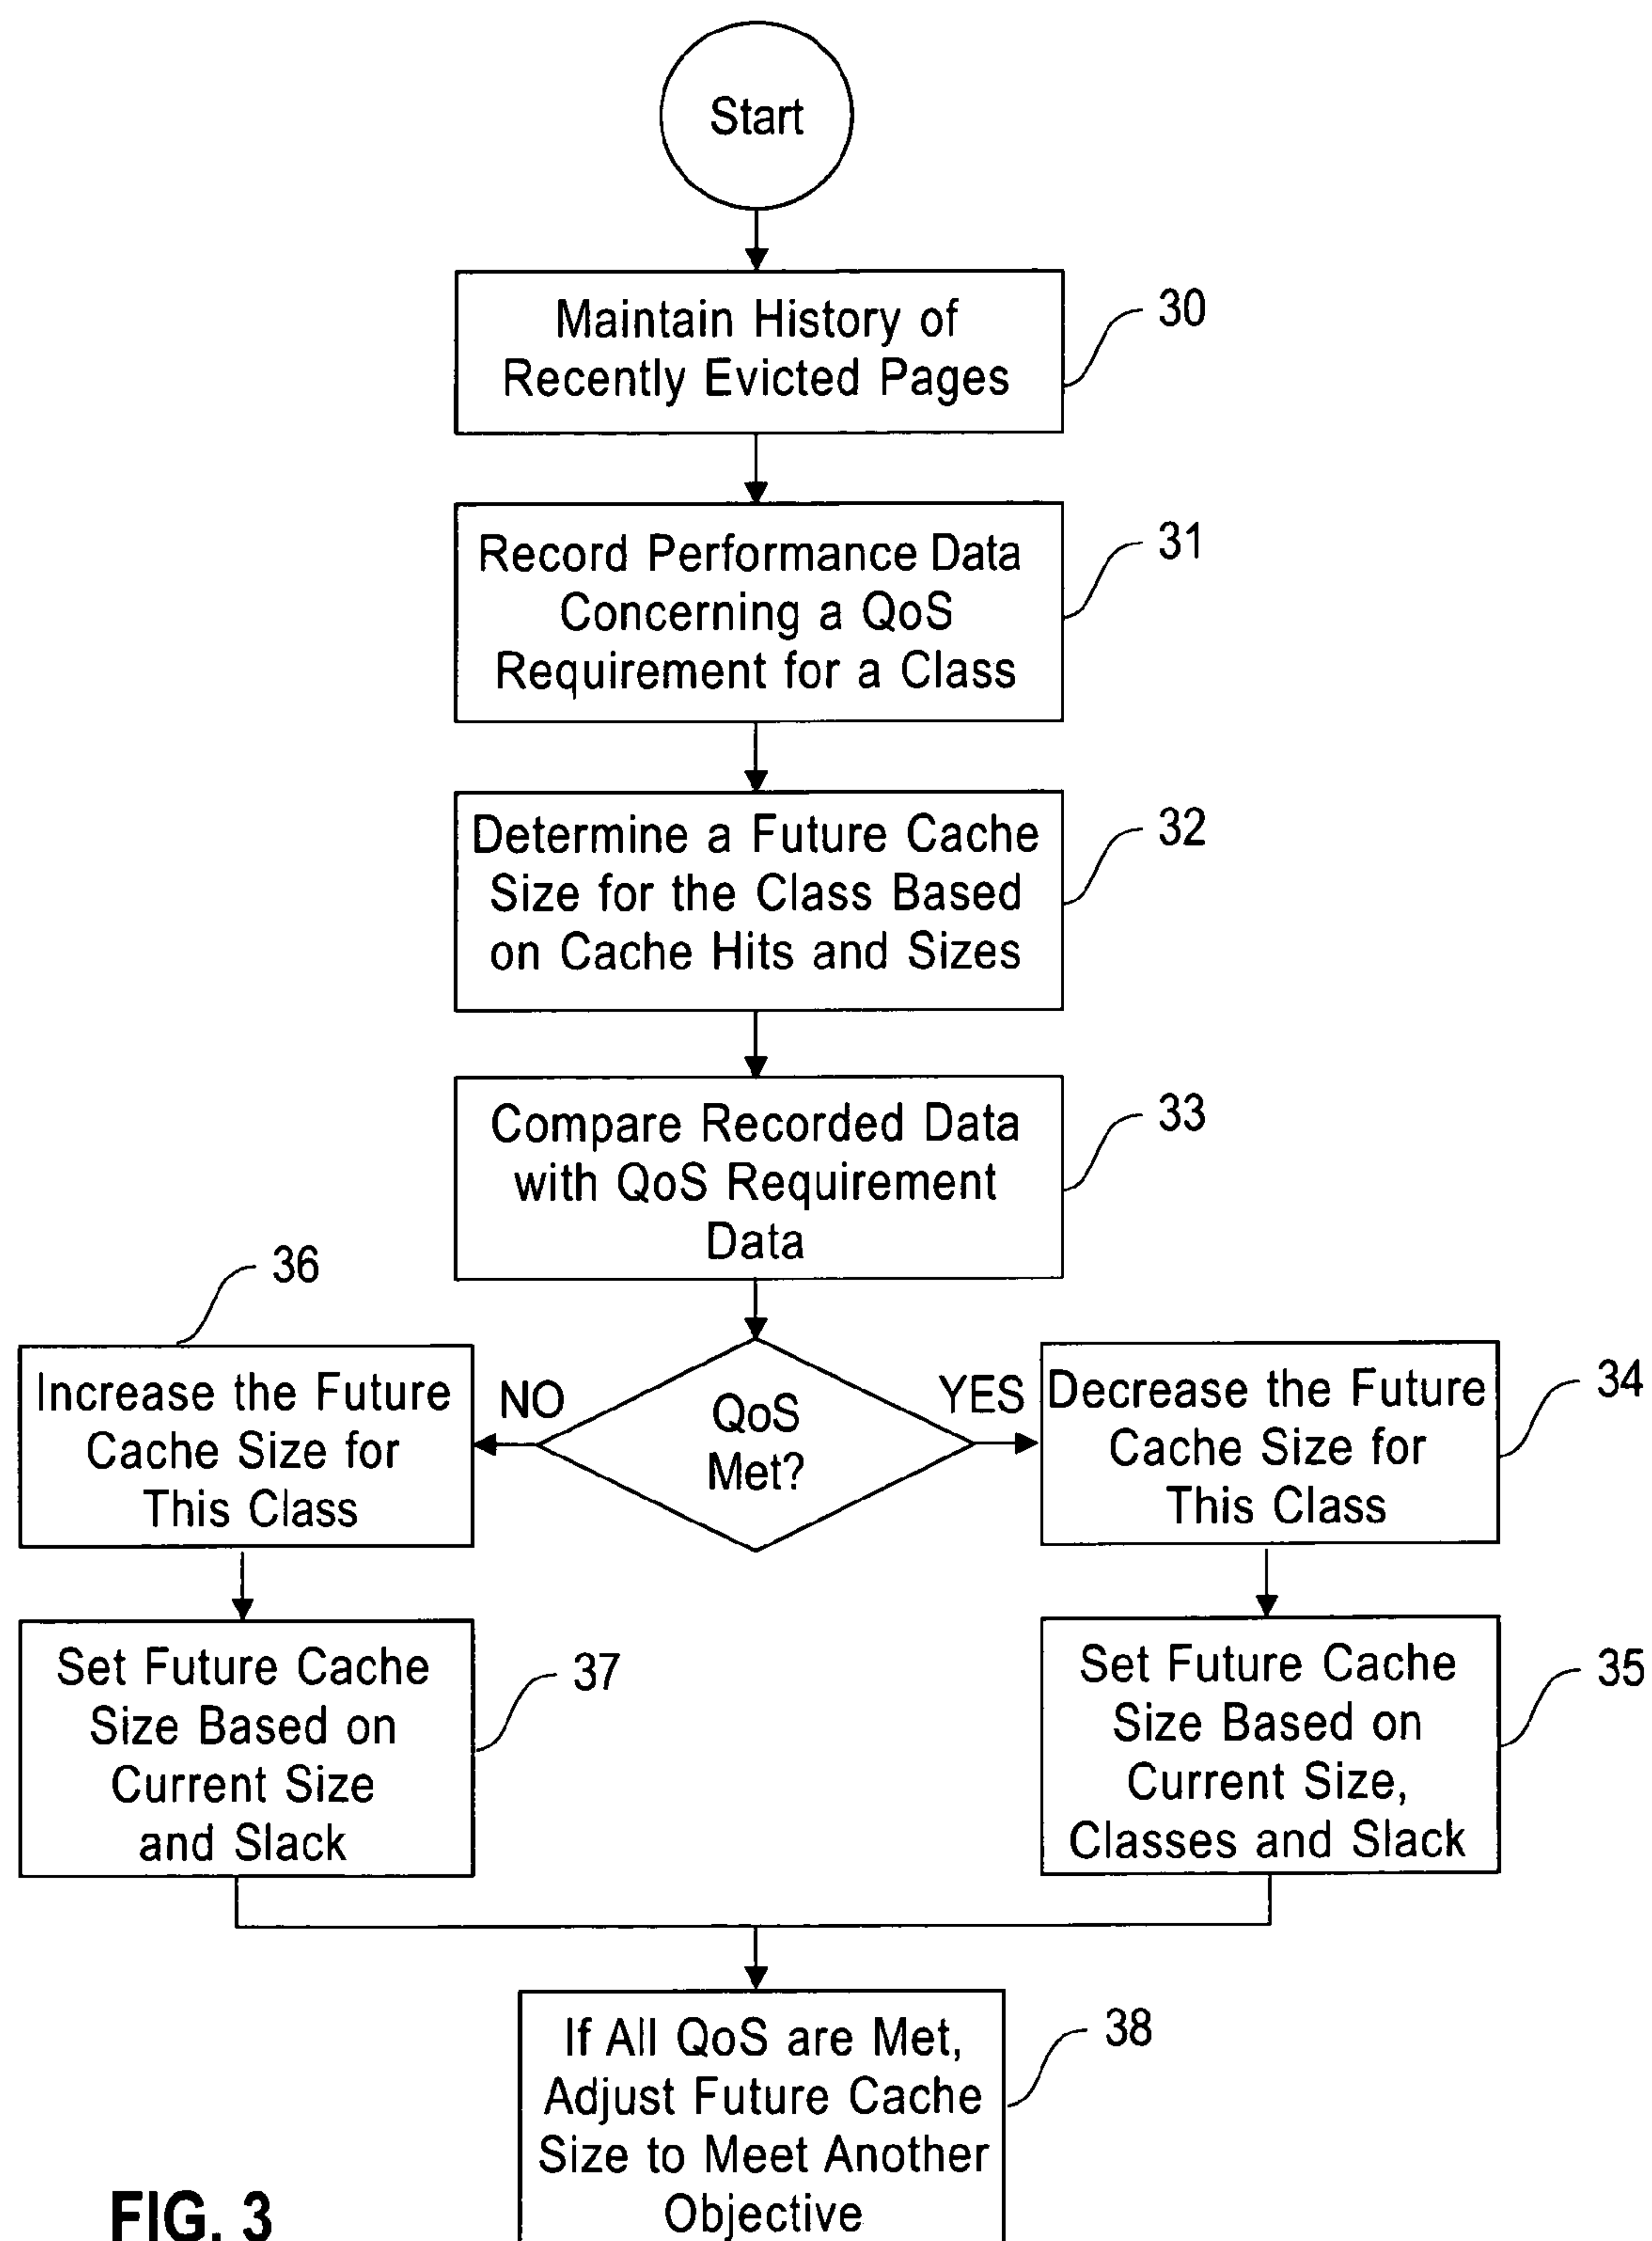 Start
Maintain History of
Recently Evicted Pages
30
Record Performance Data
Concerning a QoS
Requirement for a Class
31
Determine a Future Cache
Size for the Class Based
on Cache Hits and Sizes
32
Compare Recorded Data
with QoS Requirement
Data
33
36
Increase the Future
Cache Size for
This Class
NO
QoS
Met?
YES
Decrease the Future
Cache Size for
This Class
34
Set Future Cache
Size Based on
Current Size
and Slack
37
Set Future Cache
Size Based on
Current Size,
Classes and Slack
35
If All QoS are Met,
Adjust Future Cache
Size to Meet Another
Objective
38
FIG. 3